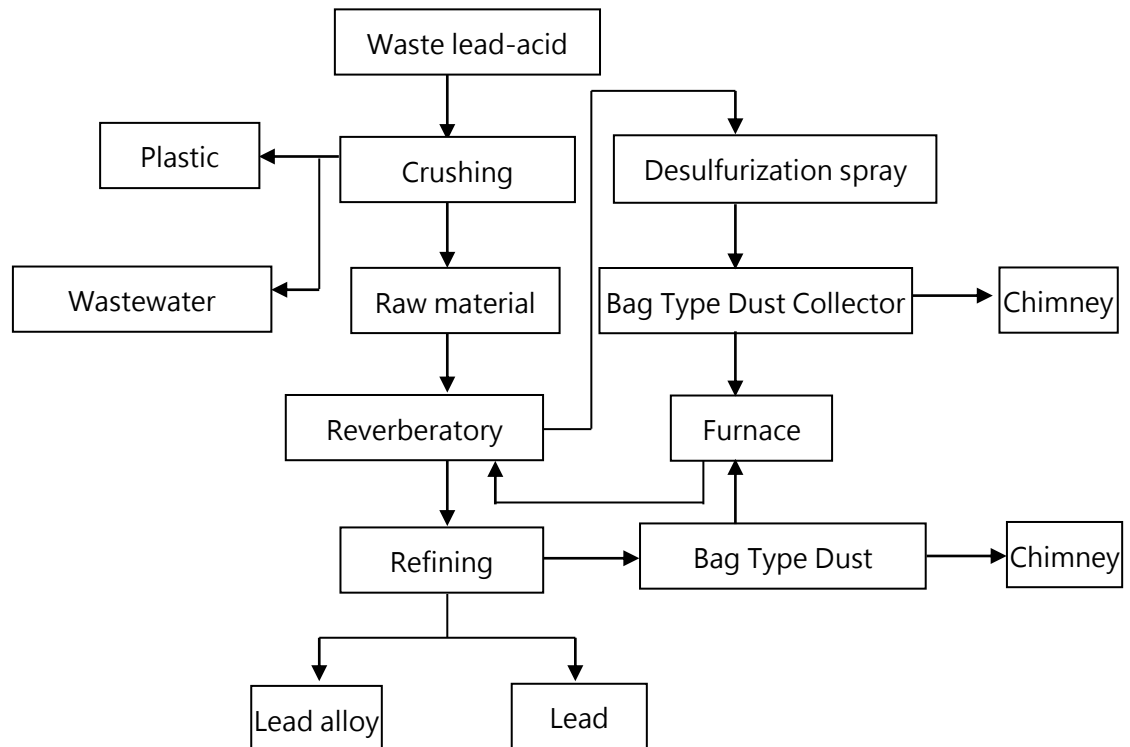 Waste lead-acid
Plastic
Crushing
Desulfurization spray
Wastewater
Raw material
Bag Type Dust Collector
Chimney
Reverberatory
Furnace
Refining
Bag Type Dust
Chimney
Lead alloy
Lead